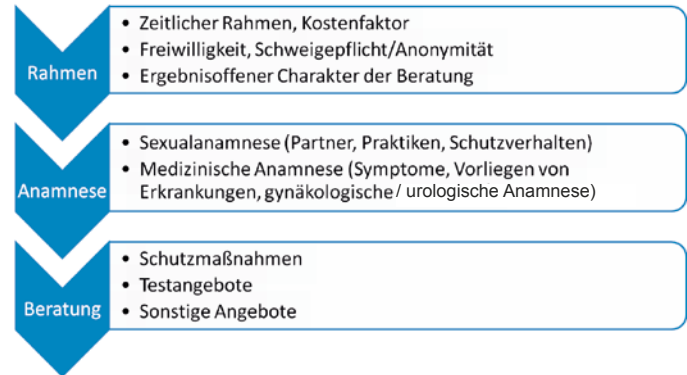 Rahmen
• Zeitlicher Rahmen, Kostenfaktor
• Freiwilligkeit, Schweigepflicht/Anonymität
• Ergebnisoffener Charakter der Beratung
Anamnese
• Sexualanamnese (Partner, Praktiken, Schutzverhalten)
• Medizinische Anamnese (Symptome, Vorliegen von
Erkrankungen, gynäkologische / urologische Anamnese)
Beratung
• Schutzmaßnahmen
• Testangebote
• Sonstige Angebote